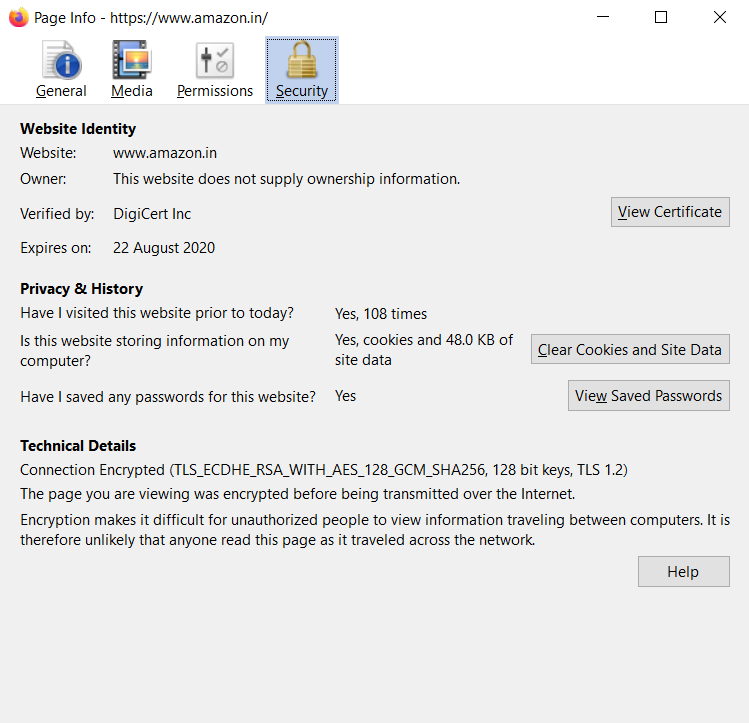 Page Info - https://www.amazon.in/
General Media Permissions Security
Website Identity
Website: www.amazon.in
Owner: This website does not supply ownership information.
Verified by: DigiCert Inc View Certificate
Expires on: 22 August 2020
Privacy & History
Have I visited this website prior to today? Yes, 108 times
Is this website storing information on my
computer?
Yes, cookies and 48.0 KB of
site data
Clear Cookies and Site Data
Have I saved any passwords for this website? Yes View Saved Passwords
Technical Details
Connection Encrypted (TLS_ECDHE_RSA_WITH_AES_128_GCM_SHA256, 128 bit keys, TLS 1.2)
The page you are viewing was encrypted before being transmitted over the Internet.
Encryption makes it difficult for unauthorized people to view information traveling between computers. It is
therefore unlikely that anyone read this page as it traveled across the network.
Help